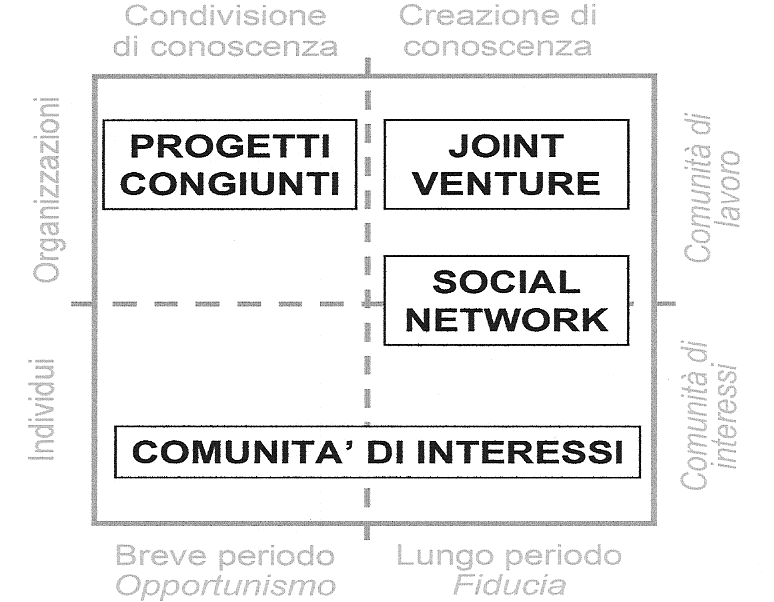 Condivisione
di conoscenza
Creazione di
conoscenza
Organizzazioni
PROGETTI
CONGIUNTI
JOINT
VENTURE
Comunità di
lavoro
SOCIAL
NETWORK
Individui
Comunità di
interessi
COMUNITA' DI INTERESSI
Breve periodo
Opportunismo
Lungo periodo
Fiducia